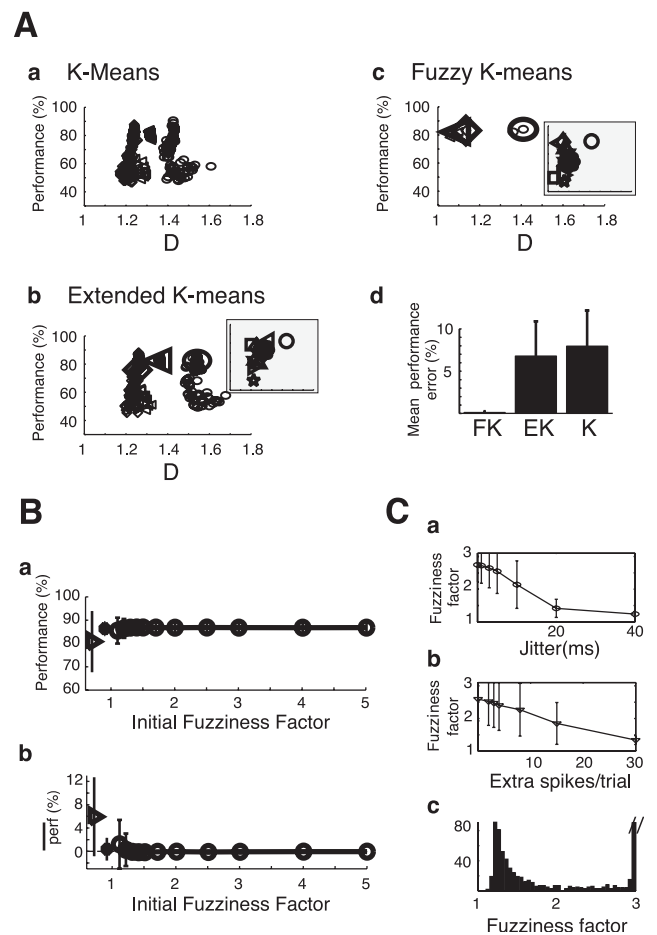 A
a K-Means
Performance (%)
100
80
60
40
1 1.2 1.4 1.6 1.8
D
c Fuzzy K-means
Performance (%)
100
80
60
40
1 1.2 1.4 1.6 1.8
D
b Extended K-means
Performance (%)
100
80
60
40
1 1.2 1.4 1.6 1.8
D
d
Mean performance
error (%)
10
5
FK EK K
B
a
Performance (%)
100
90
80
70
60
1 2 3 4 5
Initial Fuzziness Factor
b
perf (%)
12
8
4
0
1 2 3 4 5
Initial Fuzziness Factor
C
a
Fuzziness
factor
3
2
1
20 40
Jitter(ms)
b
Fuzziness
factor
3
2
1
10 20 30
Extra spikes/trial
c
80
40
1 2 3
Fuzziness factor